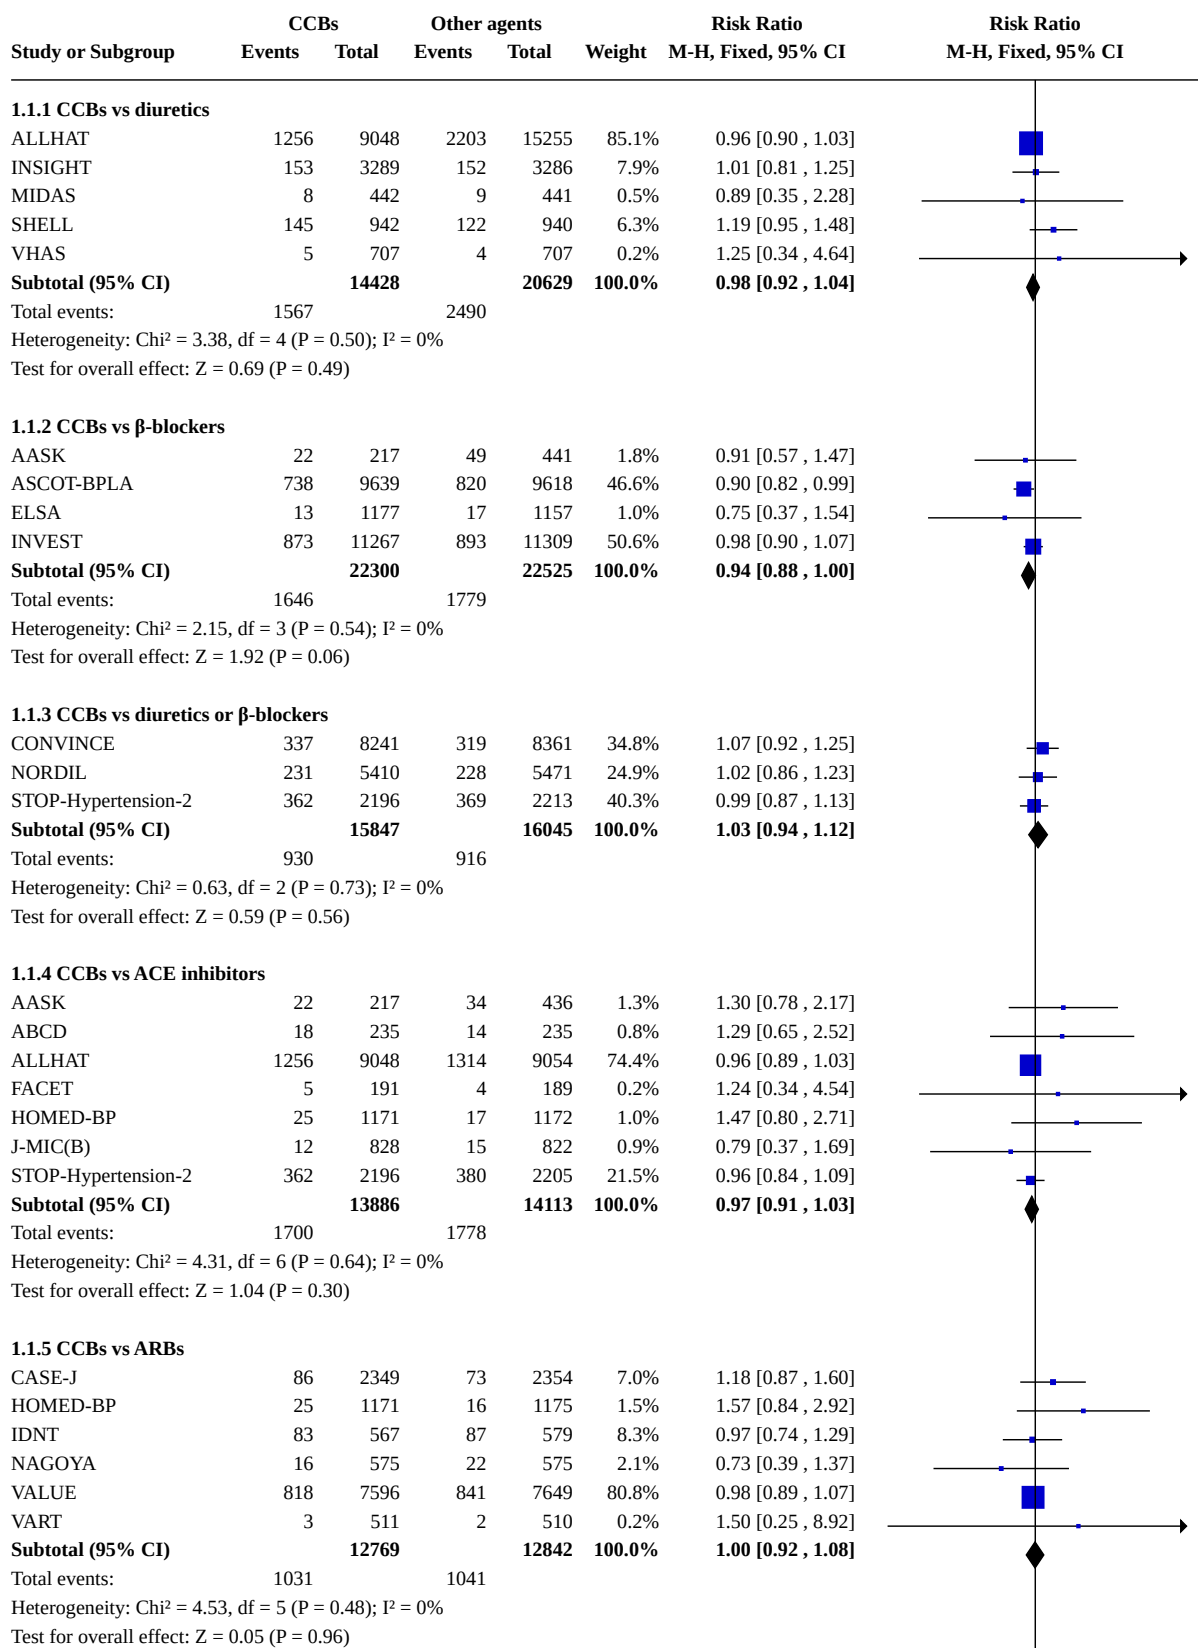 CCBs Other agents Risk Ratio Risk Ratio
Study or Subgroup Events Total Events Total Weight M-H, Fixed, 95% CI M-H, Fixed, 95% CI
1.1.1 CCBs vs diuretics
ALLHAT 1256 9048 2203 15255 85.1% 0.96 [0.90 , 1.03]
INSIGHT 153 3289 152 3286 7.9% 1.01 [0.81 , 1.25]
MIDAS 8 442 9 441 0.5% 0.89 [0.35 , 2.28]
SHELL 145 942 122 940 6.3% 1.19 [0.95 , 1.48]
VHAS 5 707 4 707 0.2% 1.25 [0.34 , 4.64]
Subtotal (95% CI) 14428 20629 100.0% 0.98 [0.92 , 1.04]
Total events: 1567 2490
Heterogeneity: Chi² = 3.38, df = 4 (P = 0.50); I² = 0%
Test for overall effect: Z = 0.69 (P = 0.49)
1.1.2 CCBs vs β-blockers
AASK 22 217 49 441 1.8% 0.91 [0.57 , 1.47]
ASCOT-BPLA 738 9639 820 9618 46.6% 0.90 [0.82 , 0.99]
ELSA 13 1177 17 1157 1.0% 0.75 [0.37 , 1.54]
INVEST 873 11267 893 11309 50.6% 0.98 [0.90 , 1.07]
Subtotal (95% CI) 22300 22525 100.0% 0.94 [0.88 , 1.00]
Total events: 1646 1779
Heterogeneity: Chi² = 2.15, df = 3 (P = 0.54); I² = 0%
Test for overall effect: Z = 1.92 (P = 0.06)
1.1.3 CCBs vs diuretics or β-blockers
CONVINCE 337 8241 319 8361 34.8% 1.07 [0.92 , 1.25]
NORDIL 231 5410 228 5471 24.9% 1.02 [0.86 , 1.23]
STOP-Hypertension-2 362 2196 369 2213 40.3% 0.99 [0.87 , 1.13]
Subtotal (95% CI) 15847 16045 100.0% 1.03 [0.94 , 1.12]
Total events: 930 916
Heterogeneity: Chi² = 0.63, df = 2 (P = 0.73); I² = 0%
Test for overall effect: Z = 0.59 (P = 0.56)
1.1.4 CCBs vs ACE inhibitors
AASK 22 217 34 436 1.3% 1.30 [0.78 , 2.17]
ABCD 18 235 14 235 0.8% 1.29 [0.65 , 2.52]
ALLHAT 1256 9048 1314 9054 74.4% 0.96 [0.89 , 1.03]
FACET 5 191 4 189 0.2% 1.24 [0.34 , 4.54]
HOMED-BP 25 1171 17 1172 1.0% 1.47 [0.80 , 2.71]
J-MIC(B) 12 828 15 822 0.9% 0.79 [0.37 , 1.69]
STOP-Hypertension-2 362 2196 380 2205 21.5% 0.96 [0.84 , 1.09]
Subtotal (95% CI) 13886 14113 100.0% 0.97 [0.91 , 1.03]
Total events: 1700 1778
Heterogeneity: Chi² = 4.31, df = 6 (P = 0.64); I² = 0%
Test for overall effect: Z = 1.04 (P = 0.30)
1.1.5 CCBs vs ARBs
CASE-J 86 2349 73 2354 7.0% 1.18 [0.87 , 1.60]
HOMED-BP 25 1171 16 1175 1.5% 1.57 [0.84 , 2.92]
IDNT 83 567 87 579 8.3% 0.97 [0.74 , 1.29]
NAGOYA 16 575 22 575 2.1% 0.73 [0.39 , 1.37]
VALUE 818 7596 841 7649 80.8% 0.98 [0.89 , 1.07]
VART 3 511 2 510 0.2% 1.50 [0.25 , 8.92]
Subtotal (95% CI) 12769 12842 100.0% 1.00 [0.92 , 1.08]
Total events: 1031 1041
Heterogeneity: Chi² = 4.53, df = 5 (P = 0.48); I² = 0%
Test for overall effect: Z = 0.05 (P = 0.96)